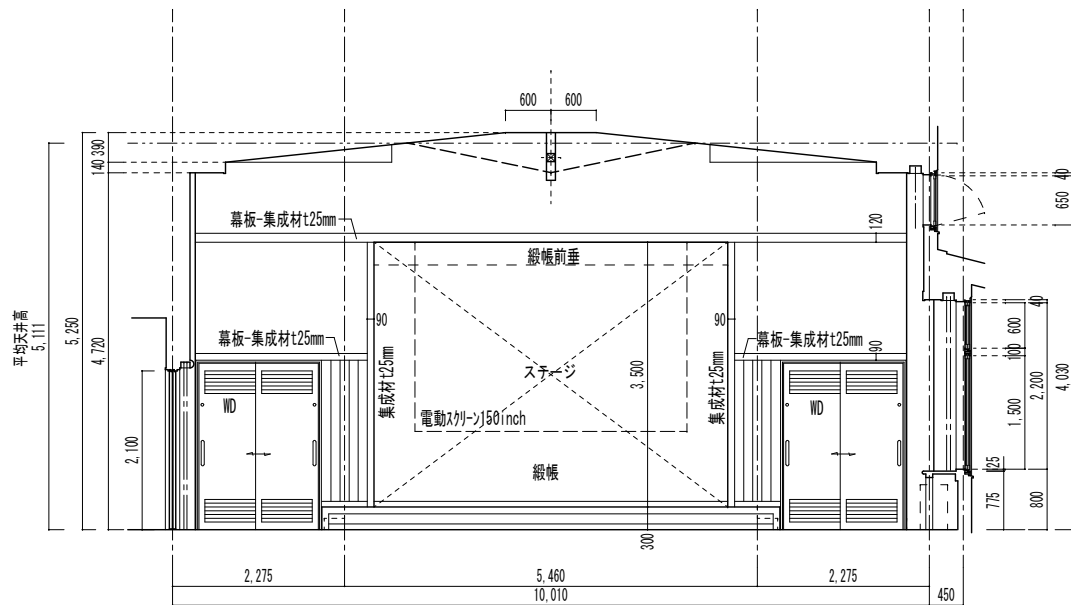 600 600
390
140
40
650
幕板-集成材t25mm
120
緞帳前垂
平均天井高
5,111
5,250
4,720
90
90
幕板-集成材t25mm
幕板-集成材t25mm
90
集成材t25mm
集成材t25mm
ステージ
3,500
WD
WD
電動スクリーン150inch
緞帳
2,100
300
40
600
100
1,500
2,200
4,030
25
775
800
2,275 5,460 2,275
10,010 450